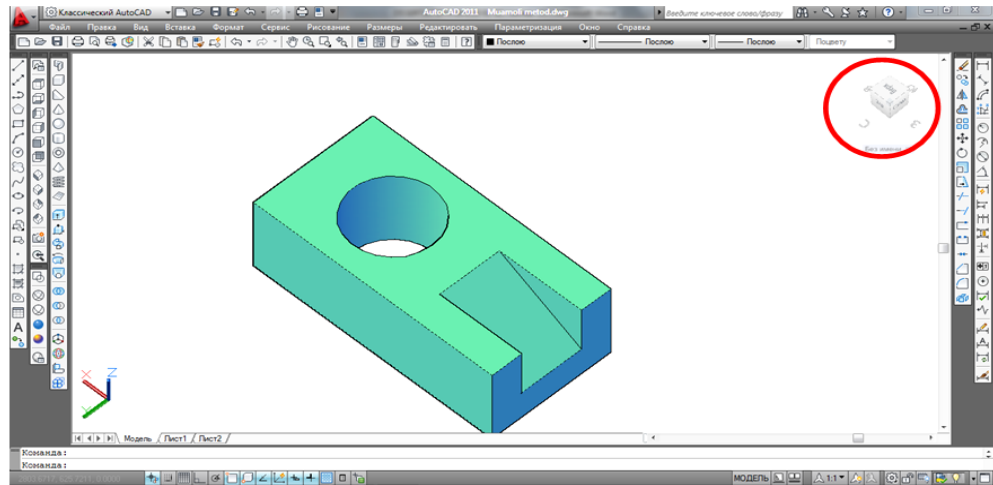 Классический AutoCAD
AutoCAD 2011 Muamoli metod.dwg
Введите ключевое слово/фразу
Файл Правка Вид Вставка Формат Сервис Рисование Размеры Редактировать Параметризация Окно Справка
Послою Послою Послою Поцвету
X Z
Модель Лист1 Лист2
Команда:
Команда:
МОДЕЛЬ 1:1